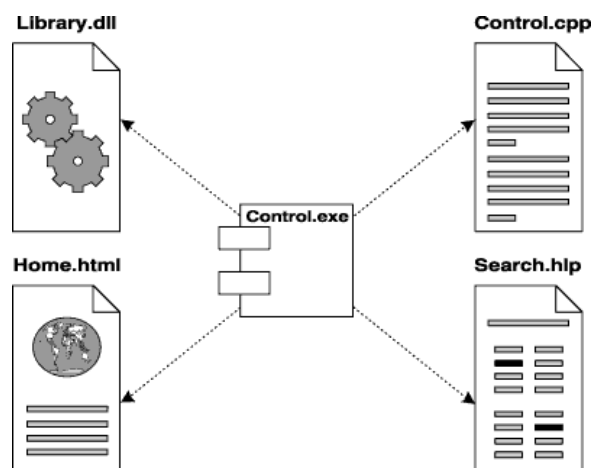 Library.dll
Control.cpp
Control.exe
Home.html
Search.hlp